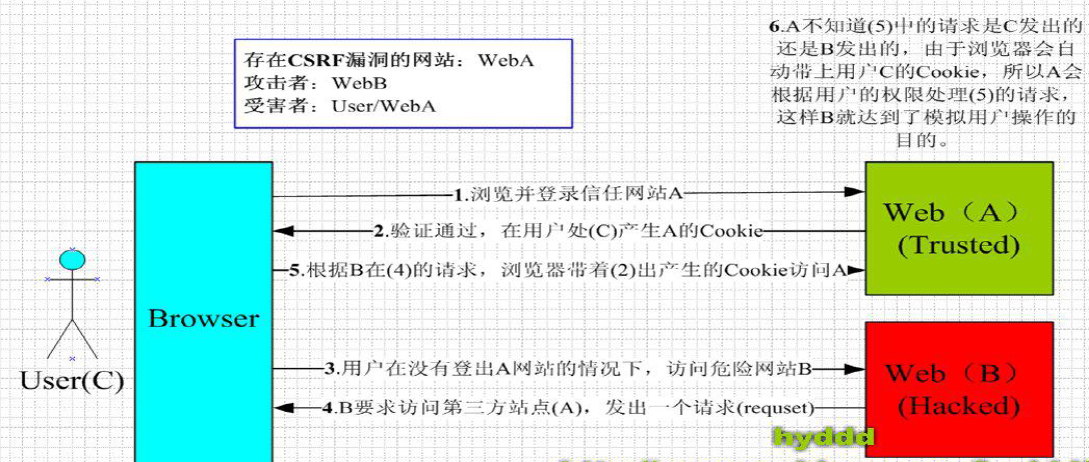 6.A不知道(5)中的请求是C发出的
还是B发出的，由于浏览器会自
动带上用户C的Cookie，所以A会
根据用户的权限处理(5)的请求，
这样B就达到了模拟用户操作的
目的。
存在CSRF漏洞的网站：WebA
攻击者：WebB
受害者：User/WebA
1.浏览并登录信任网站A
2.验证通过，在用户处(C)产生A的Cookie
5.根据B在(4)的请求，浏览器带着(2)出产生的Cookie访问A
3.用户在没有登出A网站的情况下，访问危险网站B
4.B要求访问第三方站点(A)，发出一个请求(requset)
Browser
User(C)
Web（A）
(Trusted)
Web（B）
(Hacked)
hyddd